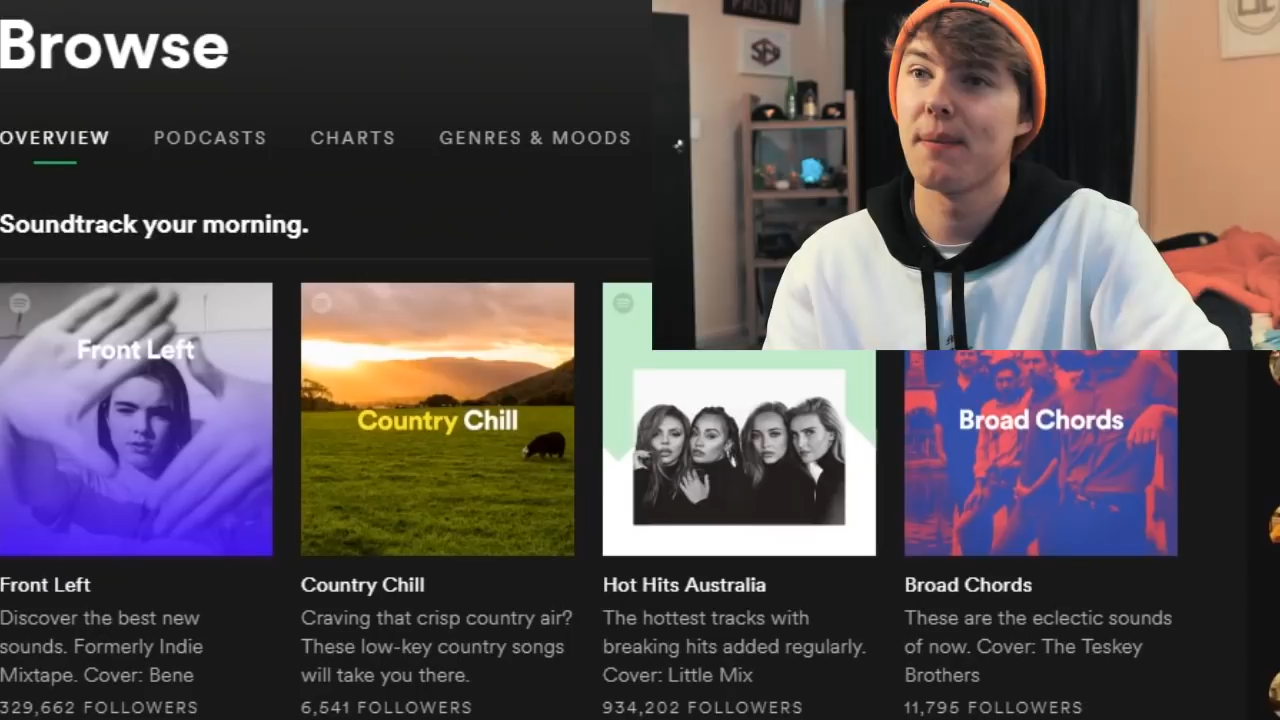 Browse
OVERVIEW PODCASTS CHARTS GENRES & MOODS
Soundtrack your morning.
Front Left
Country Chill
Broad Chords
Front Left
Discover the best new
sounds. Formerly Indie
Mixtape. Cover: Bene
329,662 FOLLOWERS
Country Chill
Craving that crisp country air?
These low-key country songs
will take you there.
6,541 FOLLOWERS
Hot Hits Australia
The hottest tracks with
breaking hits added regularly.
Cover: Little Mix
934,202 FOLLOWERS
Broad Chords
These are the eclectic sounds
of now. Cover: The Teskey
Brothers
11,795 FOLLOWERS
PRISTIN